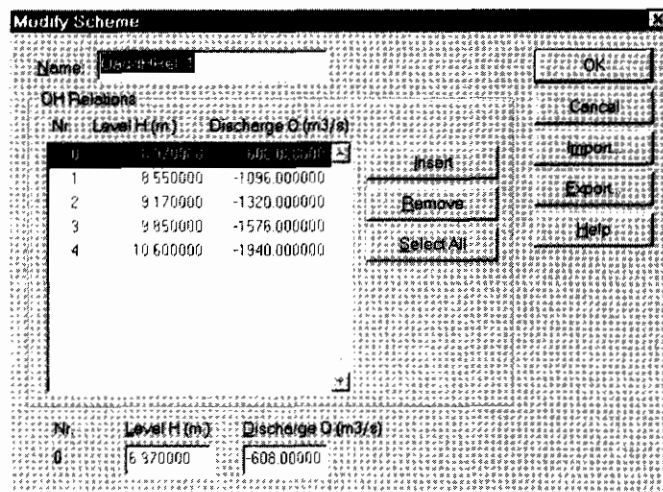 Modify Scheme
Name:
OK
QH Relations
Cancel
Nr. Level H (m) Discharge Q (m3/s)
Import...
0
Insert
1 8.550000 -1096.000000
Export...
2 9.170000 -1320.000000
Remove
3 9.850000 -1576.000000
Help
4 10.600000 -1940.000000
Select All
Nr. Level H (m) Discharge Q (m3/s)
0 6.970000 -608.00000